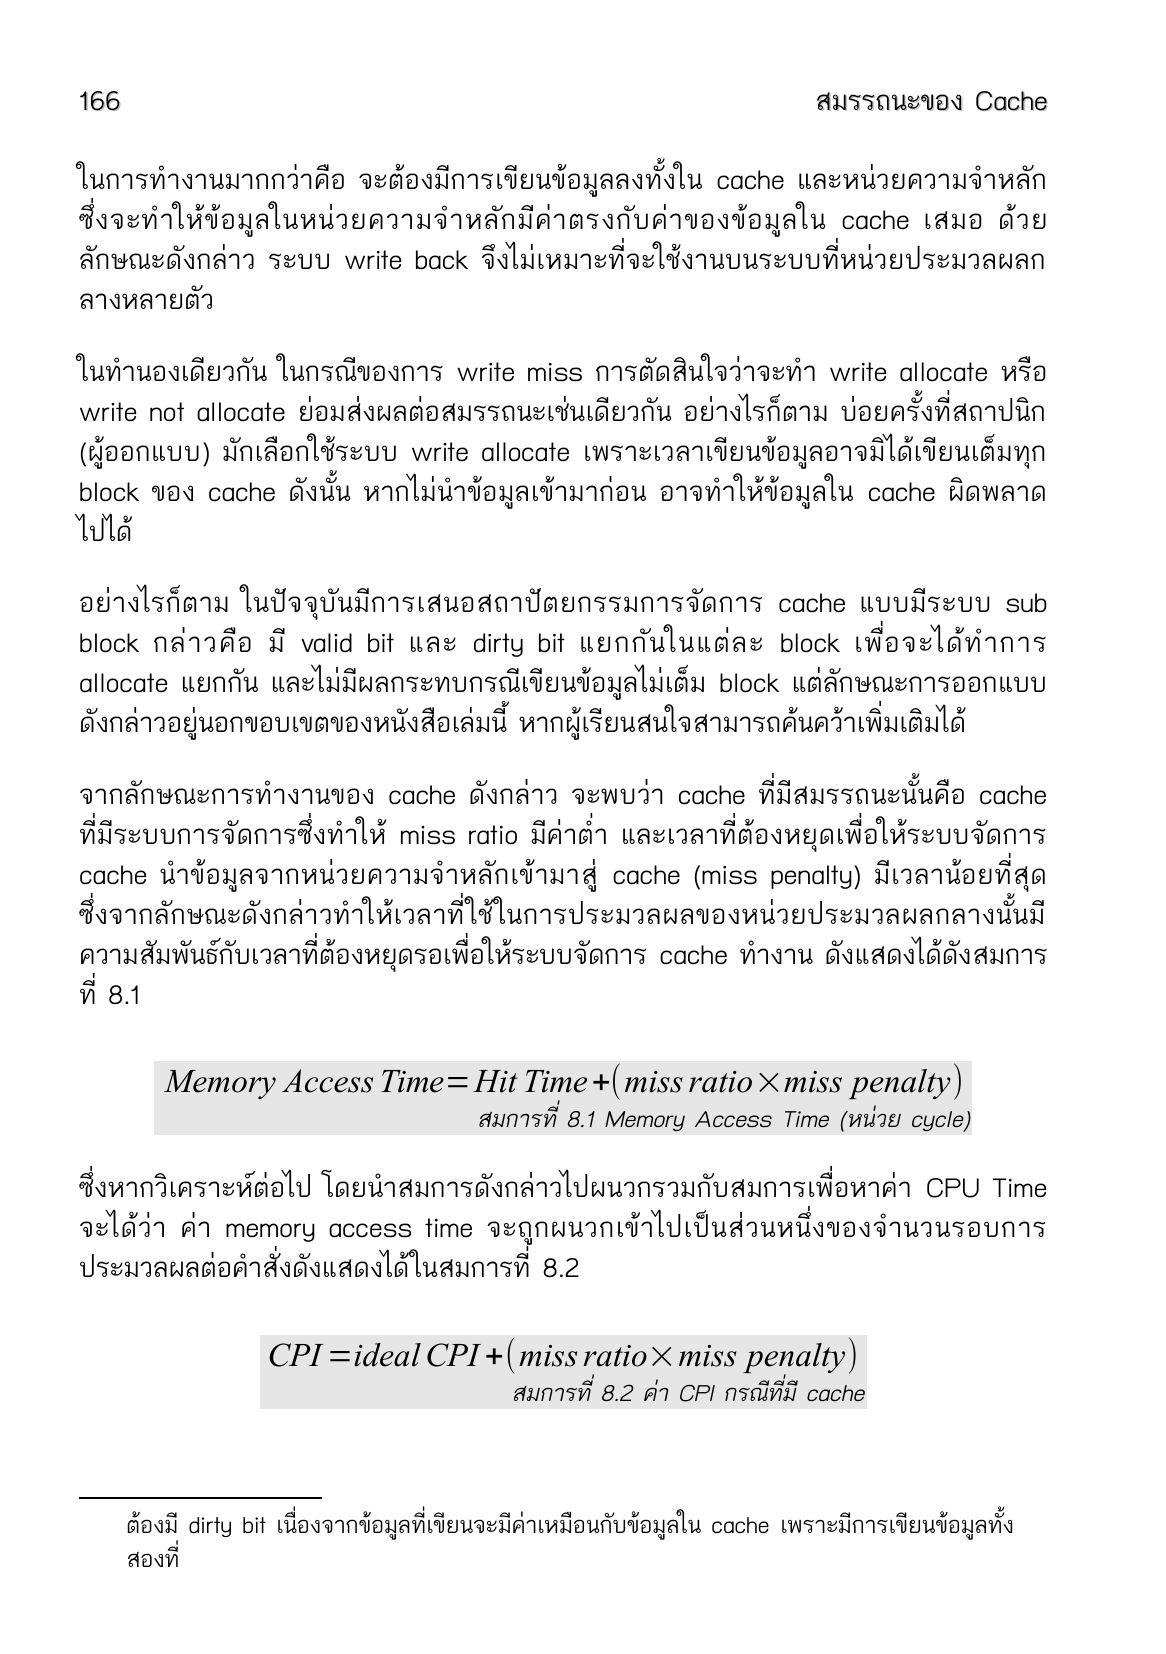 166 สมรรถนะของ Cache
ในการทำงานมากกว่าคือ จะต้องมีการเขียนข้อมูลลงทั้งใน cache และหน่วยความจำหลัก
ซึ่งจะทำให้ข้อมูลในหน่วยความจำหลักมีค่าตรงกับค่าของข้อมูลใน cache เสมอ ด้วย
ลักษณะดังกล่าว ระบบ write back จึงไม่เหมาะที่จะใช้งานบนระบบที่หน่วยประมวลผลก
ลางหลายตัว
ในทำนองเดียวกัน ในกรณีของการ write miss การตัดสินใจว่าจะทำ write allocate หรือ
write not allocate ย่อมส่งผลต่อสมรรถนะเช่นเดียวกัน อย่างไรก็ตาม บ่อยครั้งที่สถาปนิก
(ผู้ออกแบบ) มักเลือกใช้ระบบ write allocate เพราะเวลาเขียนข้อมูลอาจมิได้เขียนเต็มทุก
block ของ cache ดังนั้น หากไม่นำข้อมูลเข้ามาก่อน อาจทำให้ข้อมูลใน cache ผิดพลาด
ไปได้
อย่างไรก็ตาม ในปัจจุบันมีการเสนอสถาปัตยกรรมการจัดการ cache แบบมีระบบ sub
block กล่าวคือ มี valid bit และ dirty bit แยกกันในแต่ละ block เพื่อจะได้ทำการ
allocate แยกกัน และไม่มีผลกระทบกรณีเขียนข้อมูลไม่เต็ม block แต่ลักษณะการออกแบบ
ดังกล่าวอยู่นอกขอบเขตของหนังสือเล่มนี้ หากผู้เรียนสนใจสามารถค้นคว้าเพิ่มเติมได้
จากลักษณะการทำงานของ cache ดังกล่าว จะพบว่า cache ที่มีสมรรถนะนั้นคือ cache
ที่มีระบบการจัดการซึ่งทำให้ miss ratio มีค่าต่ำ และเวลาที่ต้องหยุดเพื่อให้ระบบจัดการ
cache นำข้อมูลจากหน่วยความจำหลักเข้ามาสู่ cache (miss penalty) มีเวลาน้อยที่สุด
ซึ่งจากลักษณะดังกล่าวทำให้เวลาที่ใช้ในการประมวลผลของหน่วยประมวลผลกลางนั้นมี
ความสัมพันธ์กับเวลาที่ต้องหยุดรอเพื่อให้ระบบจัดการ cache ทำงาน ดังแสดงได้ดังสมการ
ที่ 8.1
Memory Access Time=Hit Time+(miss ratio×miss penalty)
สมการที่ 8.1 Memory Access Time (หน่วย cycle)
ซึ่งหากวิเคราะห์ต่อไป โดยนำสมการดังกล่าวไปผนวกรวมกับสมการเพื่อหาค่า CPU Time
จะได้ว่า ค่า memory access time จะถูกผนวกเข้าไปเป็นส่วนหนึ่งของจำนวนรอบการ
ประมวลผลต่อคำสั่งดังแสดงได้ในสมการที่ 8.2
CPI=ideal CPI+(miss ratio×miss penalty)
สมการที่ 8.2 ค่า CPI กรณีที่มี cache
ต้องมี dirty bit เนื่องจากข้อมูลที่เขียนจะมีค่าเหมือนกับข้อมูลใน cache เพราะมีการเขียนข้อมูลทั้ง
สองที่